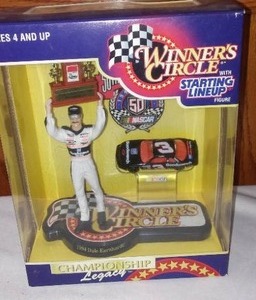 ES 4 AND UP
WINNER'S
CIRCLE
WITH
STARTING
LINEUP
FIGURE
50
NASCAR
3
WINNER'S
CIRCLE
1994 Dale Earnhardt
CHAMPIONSHIP
Legacy